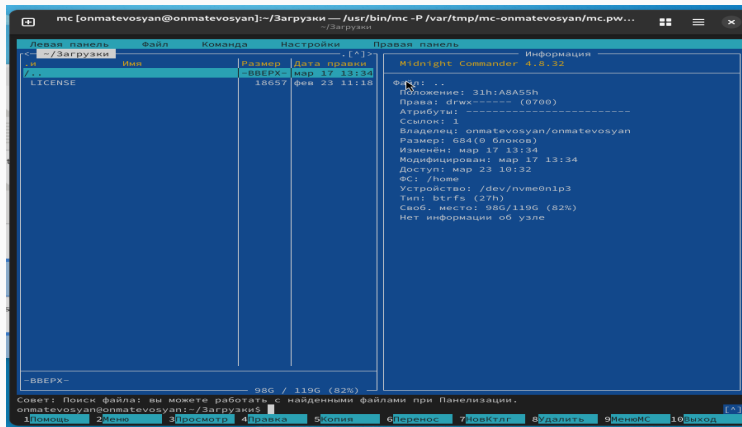 mc [onmatevosyan@onmatevosyan]:~/Загрузки — /usr/bin/mc -P /var/tmp/mc-onmatevosyan/mc.pw...
~/Загрузки
Левая панель Файл Команда Настройки Правая панель
<— ~/Загрузки .[^]>
.и Имя Размер Дата правки
/.. -ВВЕРХ- мар 17 13:34
LICENSE 18657 фев 23 11:18
-ВВЕРХ-
98G / 119G (82%)
Информация
Midnight Commander 4.8.32
Файл: ..
Положение: 31h:A8A55h
Права: drwx------ (0700)
Атрибуты: ------------------------
Ссылок: 1
Владелец: onmatevosyan/onmatevosyan
Размер: 684(0 блоков)
Изменён: мар 17 13:34
Модифицирован: мар 17 13:34
Доступ: мар 23 10:32
ФС: /home
Устройство: /dev/nvme0n1p3
Тип: btrfs (27h)
Своб. место: 98G/119G (82%)
Нет информации об узле
Совет: Поиск файла: вы можете работать с найденными файлами при Панелизации.
onmatevosyan@onmatevosyan:~/Загрузки$ [^]
1Помощь 2Меню 3Просмотр 4Правка 5Копия 6Перенос 7НовКтлг 8Удалить 9МенюMC 10Выход